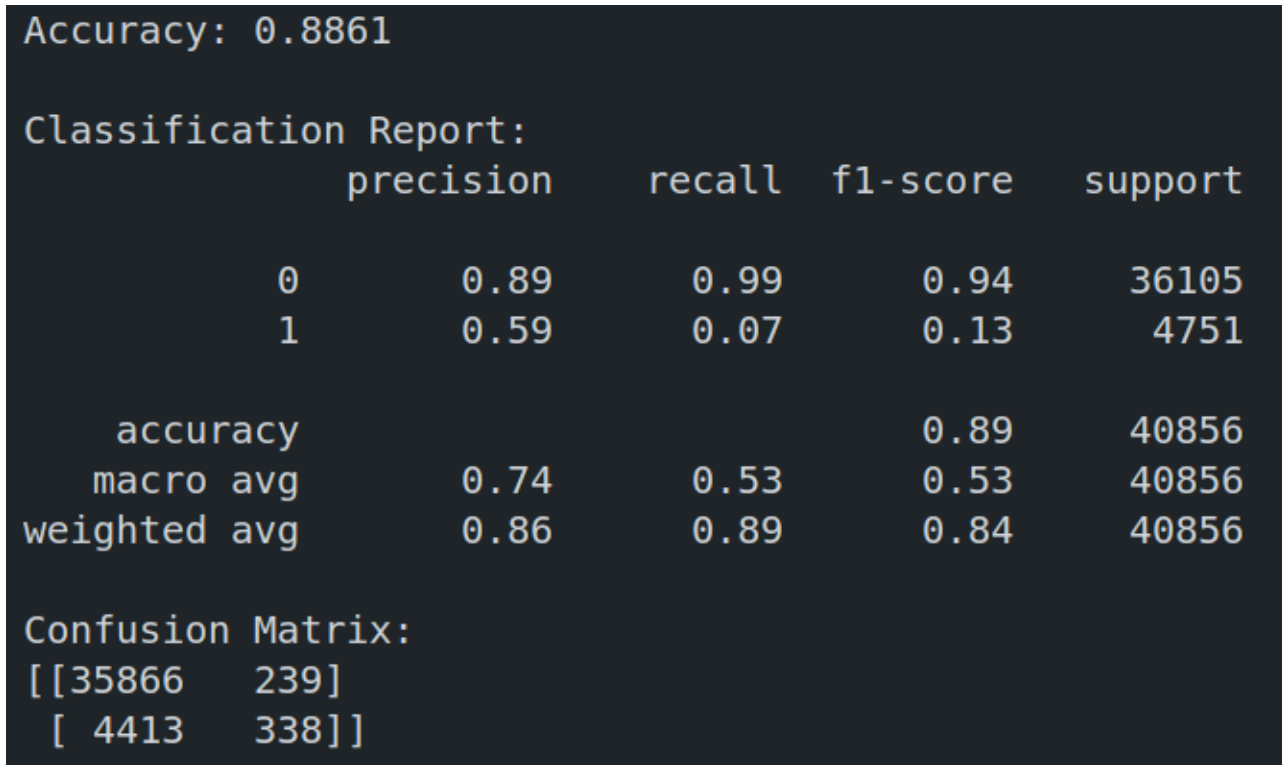 Accuracy: 0.8861
Classification Report:
precision recall f1-score support
0 0.89 0.99 0.94 36105
1 0.59 0.07 0.13 4751
accuracy 0.89 40856
macro avg 0.74 0.53 0.53 40856
weighted avg 0.86 0.89 0.84 40856
Confusion Matrix:
[[35866 239]
[ 4413 338]]